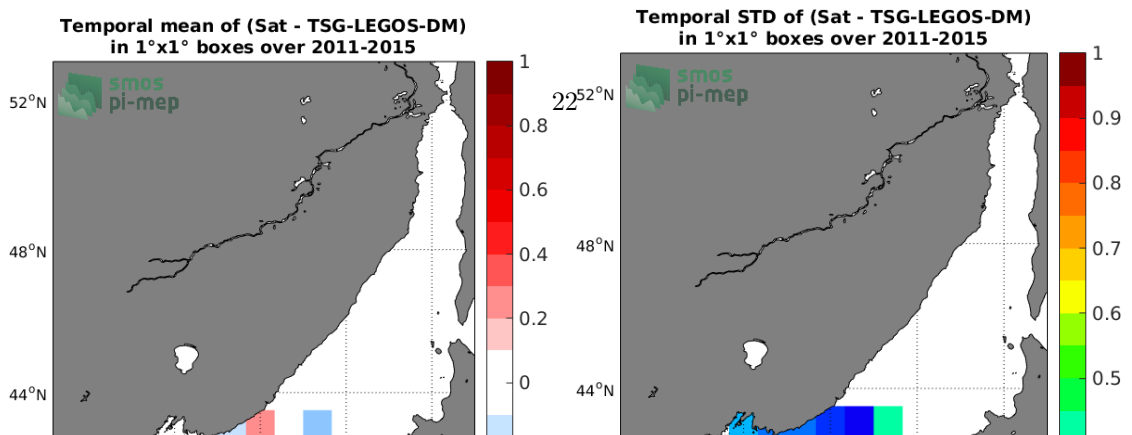 Temporal mean of (Sat - TSG-LEGOS-DM)
in 1°x1° boxes over 2011-2015
smos
pi-mep
52°N
48°N
44°N
1
0.8
0.6
0.4
0.2
0
22
Temporal STD of (Sat - TSG-LEGOS-DM)
in 1°x1° boxes over 2011-2015
smos
pi-mep
52°N
48°N
44°N
1
0.9
0.8
0.7
0.6
0.5